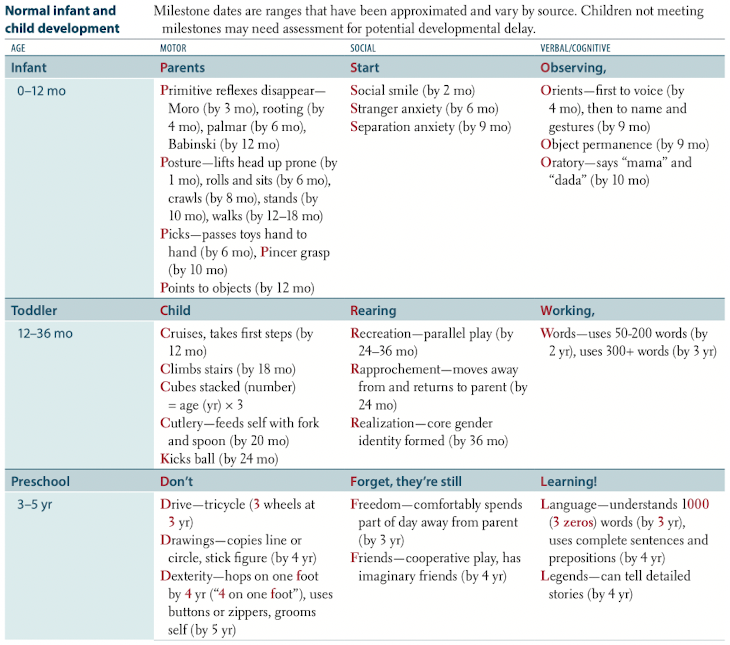 Normal infant and
child development
Milestone dates are ranges that have been approximated and vary by source. Children not meeting
milestones may need assessment for potential developmental delay.
AGE MOTOR SOCIAL VERBAL/COGNITIVE
Infant Parents Start Observing,
0–12 mo
Primitive reflexes disappear—
Moro (by 3 mo), rooting (by
4 mo), palmar (by 6 mo),
Babinski (by 12 mo)
Posture—lifts head up prone (by
1 mo), rolls and sits (by 6 mo),
crawls (by 8 mo), stands (by
10 mo), walks (by 12–18 mo)
Picks—passes toys hand to
hand (by 6 mo), Pincer grasp
(by 10 mo)
Points to objects (by 12 mo)
Social smile (by 2 mo)
Stranger anxiety (by 6 mo)
Separation anxiety (by 9 mo)
Orients—first to voice (by
4 mo), then to name and
gestures (by 9 mo)
Object permanence (by 9 mo)
Oratory—says “mama” and
“dada” (by 10 mo)
Toddler Child Rearing Working,
12–36 mo
Cruises, takes first steps (by
12 mo)
Climbs stairs (by 18 mo)
Cubes stacked (number)
= age (yr) × 3
Cutlery—feeds self with fork
and spoon (by 20 mo)
Kicks ball (by 24 mo)
Recreation—parallel play (by
24–36 mo)
Rapprochement—moves away
from and returns to parent (by
24 mo)
Realization—core gender
identity formed (by 36 mo)
Words—uses 50-200 words (by
2 yr), uses 300+ words (by 3 yr)
Preschool Don’t Forget, they’re still Learning!
3–5 yr
Drive—tricycle (3 wheels at
3 yr)
Drawings—copies line or
circle, stick figure (by 4 yr)
Dexterity—hops on one foot
by 4 yr (“4 on one foot”), uses
buttons or zippers, grooms
self (by 5 yr)
Freedom—comfortably spends
part of day away from parent
(by 3 yr)
Friends—cooperative play, has
imaginary friends (by 4 yr)
Language—understands 1000
(3 zeros) words (by 3 yr),
uses complete sentences and
prepositions (by 4 yr)
Legends—can tell detailed
stories (by 4 yr)